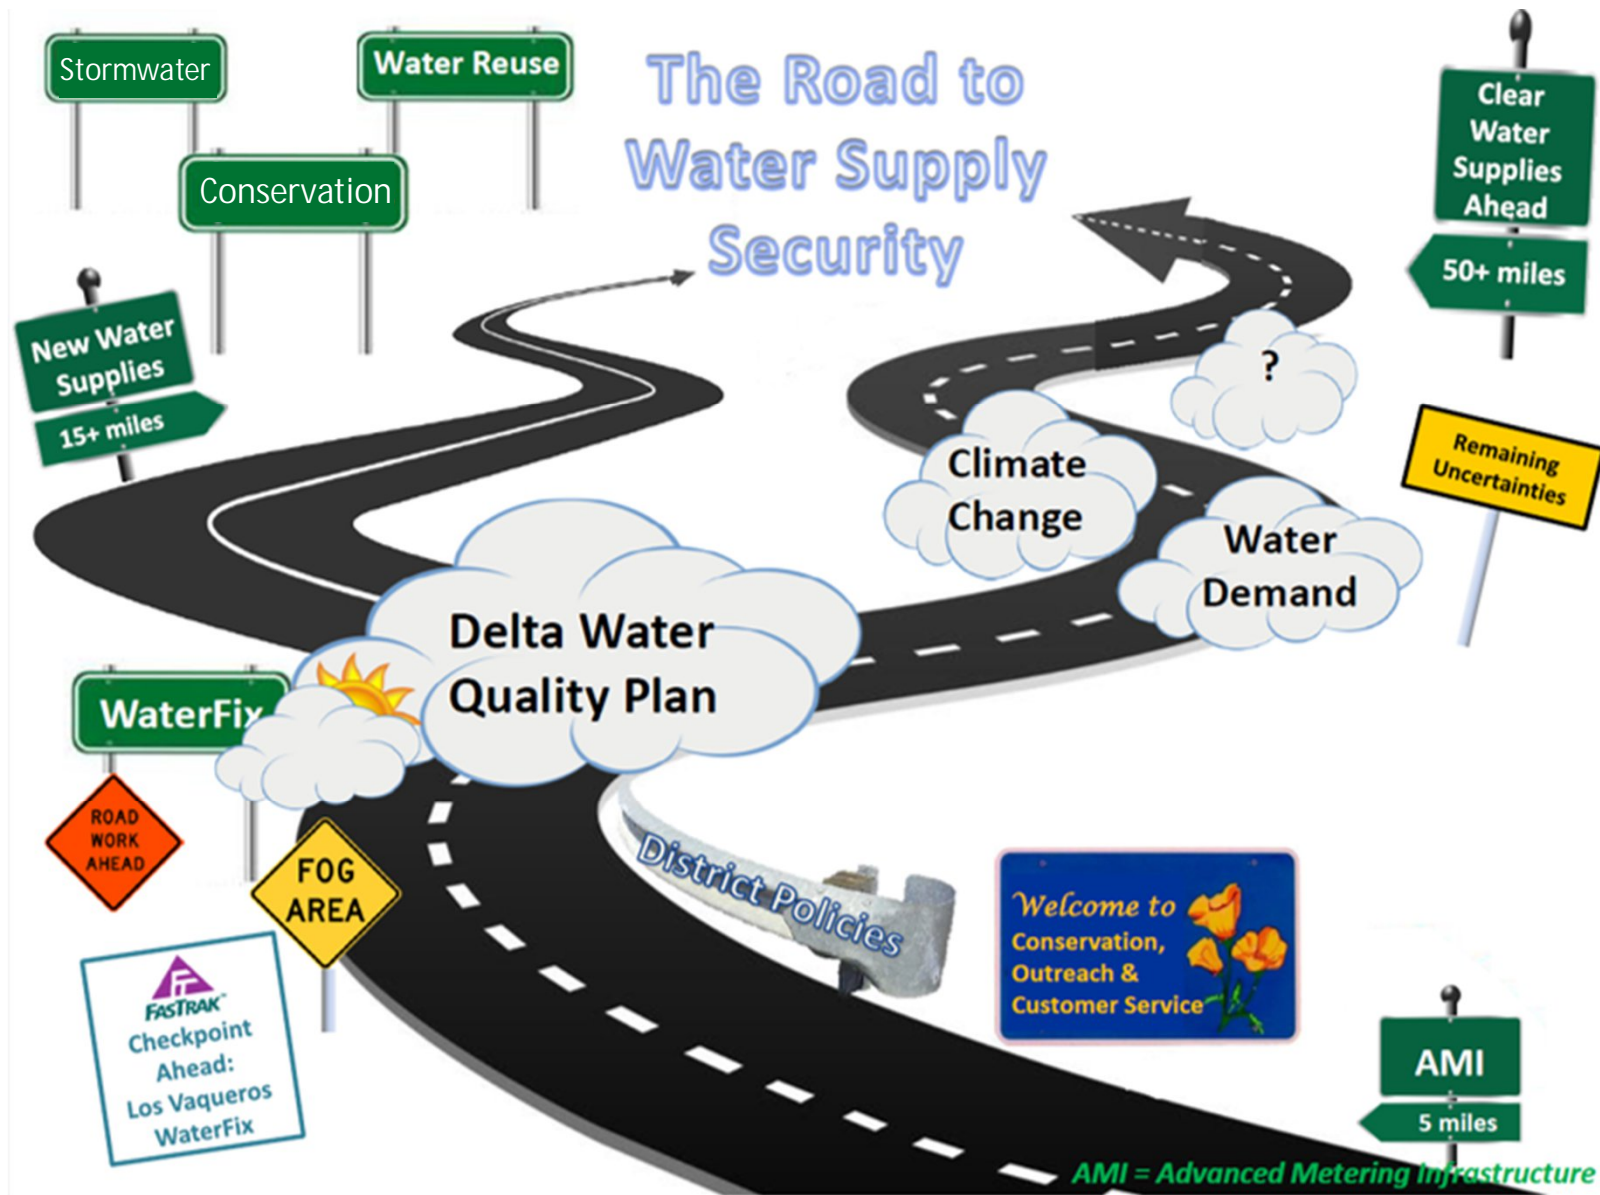 Stormwater
Water Reuse
Conservation
The Road to
Water Supply
Security
Clear
Water
Supplies
Ahead
50+ miles
New Water
Supplies
15+ miles
?
Climate
Change
Remaining
Uncertainties
Water
Demand
Delta Water
Quality Plan
WaterFix
ROAD
WORK
AHEAD
FOG
AREA
District Policies
Welcome to
Conservation,
Outreach &
Customer Service
FASTRAK™
Checkpoint
Ahead:
Los Vaqueros
WaterFix
AMI
5 miles
AMI = Advanced Metering Infrastructure